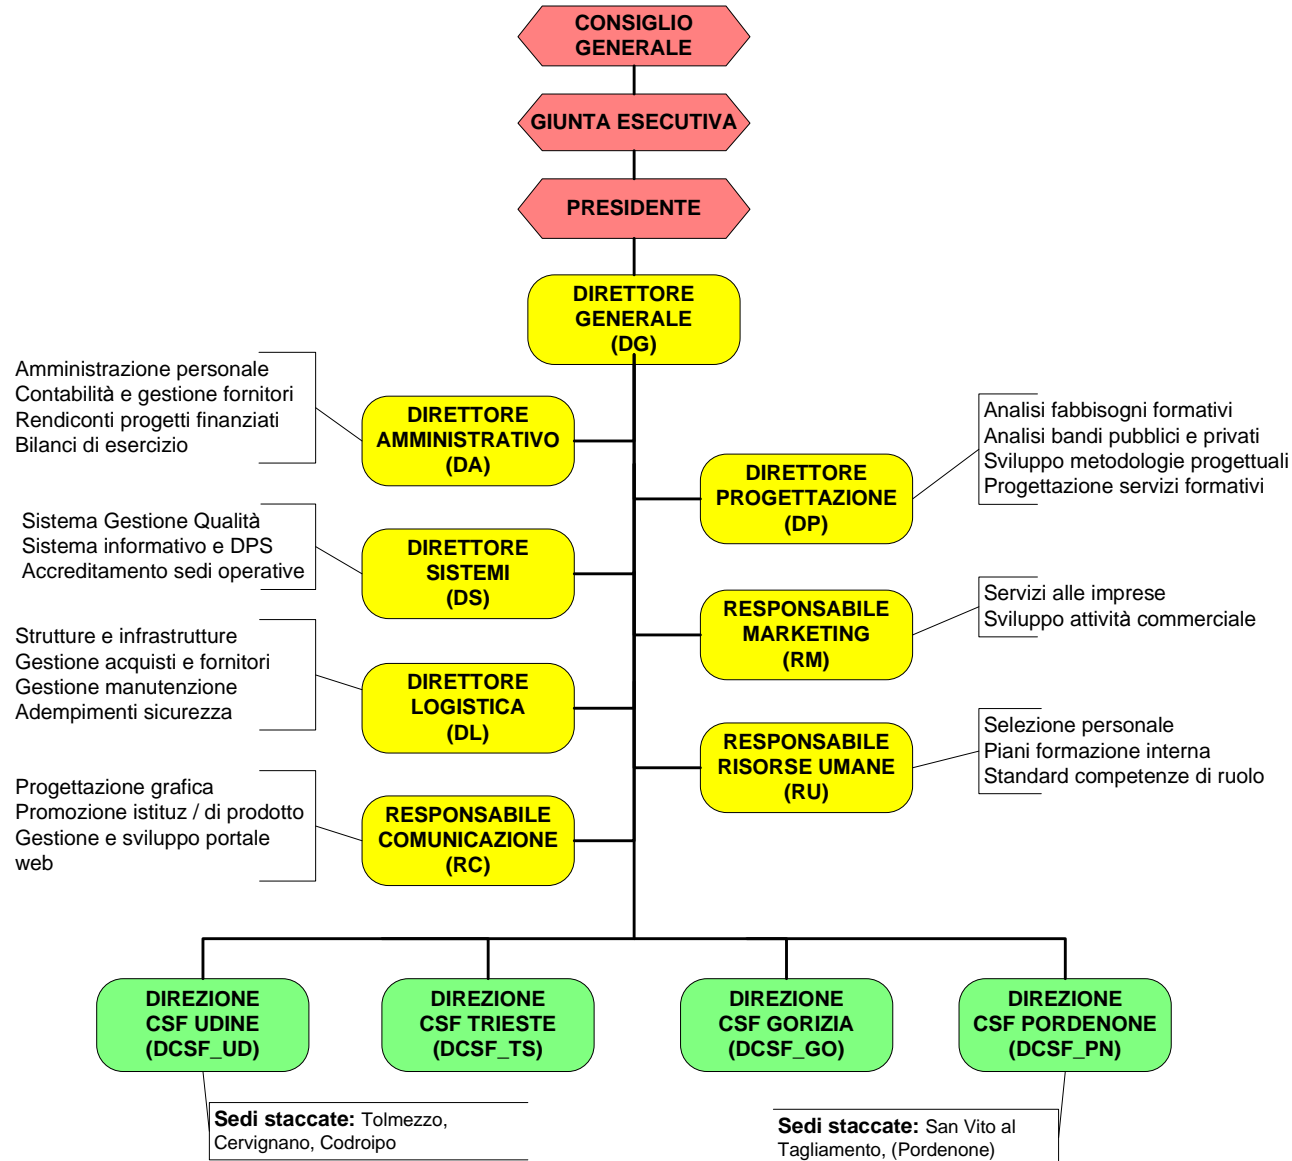 CONSIGLIO
GENERALE
GIUNTA ESECUTIVA
PRESIDENTE
DIRETTORE
GENERALE
(DG)
Amministrazione personale
Contabilità e gestione fornitori
Rendiconti progetti finanziati
Bilanci di esercizio
DIRETTORE
AMMINISTRATIVO
(DA)
Analisi fabbisogni formativi
Analisi bandi pubblici e privati
Sviluppo metodologie progettuali
Progettazione servizi formativi
DIRETTORE
PROGETTAZIONE
(DP)
Sistema Gestione Qualità
Sistema informativo e DPS
Accreditamento sedi operative
DIRETTORE
SISTEMI
(DS)
Servizi alle imprese
Sviluppo attività commerciale
RESPONSABILE
MARKETING
(RM)
Strutture e infrastrutture
Gestione acquisti e fornitori
Gestione manutenzione
Adempimenti sicurezza
DIRETTORE
LOGISTICA
(DL)
Selezione personale
Piani formazione interna
Standard competenze di ruolo
RESPONSABILE
RISORSE UMANE
(RU)
Progettazione grafica
Promozione istituz / di prodotto
Gestione e sviluppo portale
web
RESPONSABILE
COMUNICAZIONE
(RC)
DIREZIONE
CSF UDINE
(DCSF_UD)
DIREZIONE
CSF TRIESTE
(DCSF_TS)
DIREZIONE
CSF GORIZIA
(DCSF_GO)
DIREZIONE
CSF PORDENONE
(DCSF_PN)
Sedi staccate: Tolmezzo,
Cervignano, Codroipo
Sedi staccate: San Vito al
Tagliamento, (Pordenone)